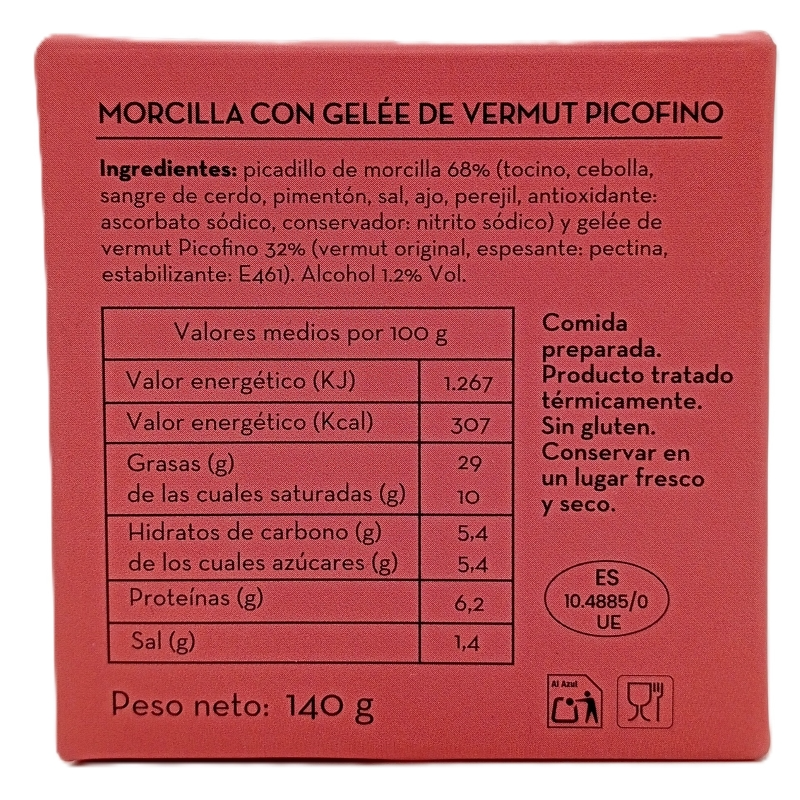 MORCILLA CON GELÉE DE VERMUT PICOFINO
Ingredientes: picadillo de morcilla 68% (tocino, cebolla,
sangre de cerdo, pimentón, sal, ajo, perejil, antioxidante:
ascorbato sódico, conservador: nitrito sódico) y gelée de
vermut Picofino 32% (vermut original, espesante: pectina,
estabilizante: E461). Alcohol 1.2% Vol.
Valores medios por 100 g
Valor energético (KJ) 1.267
Valor energético (Kcal) 307
Grasas (g) 29
de las cuales saturadas (g) 10
Hidratos de carbono (g) 5,4
de los cuales azúcares (g) 5,4
Proteínas (g) 6,2
Sal (g) 1,4
Peso neto: 140 g
Comida
preparada.
Producto tratado
térmicamente.
Sin gluten.
Conservar en
un lugar fresco
y seco.
ES
10.4885/0
UE
Al Azul